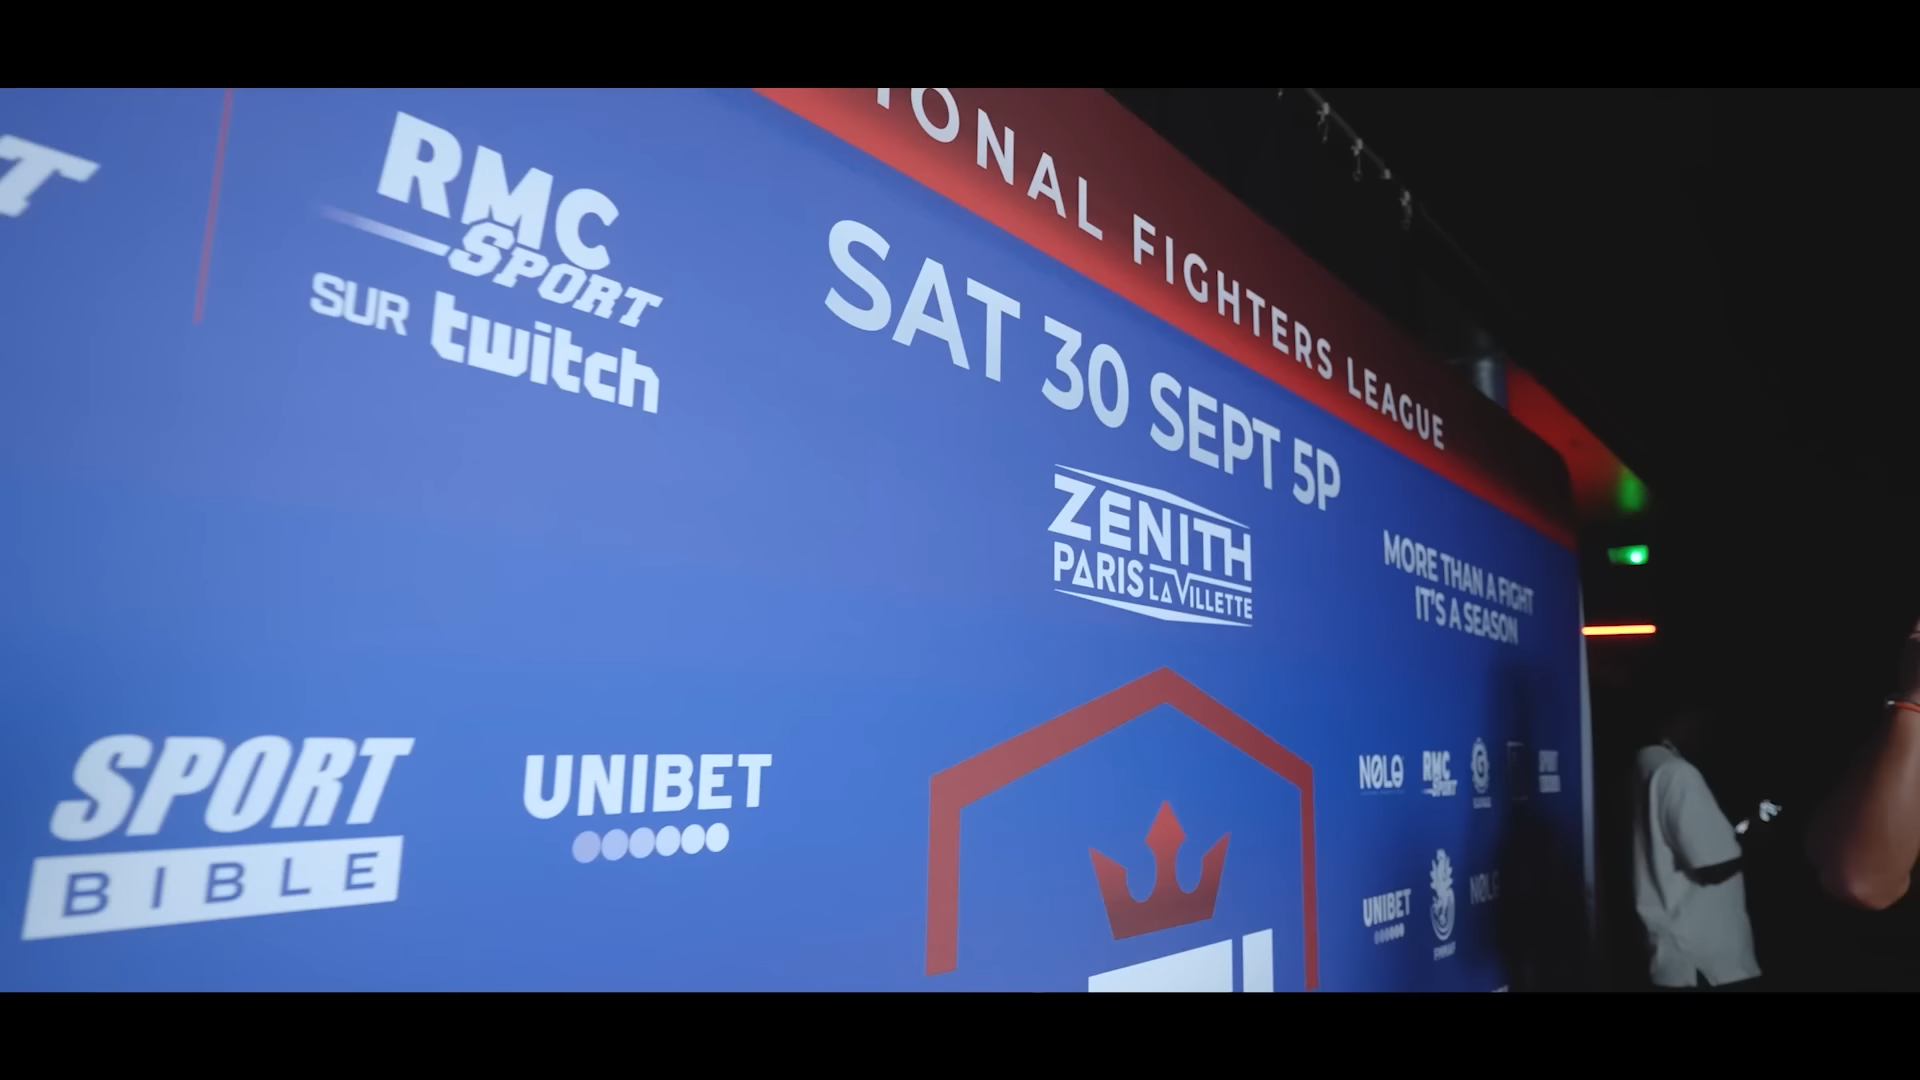 T
RMC
SPORT
SUR twitch
IONAL FIGHTERS LEAGUE
SAT 30 SEPT 5P
ZENITH
PARIS LA VILLETTE
MORE THAN A FIGHT
IT'S A SEASON
SPORT
BIBLE
UNIBET
NOLO RMC
SPORT
UNIBET